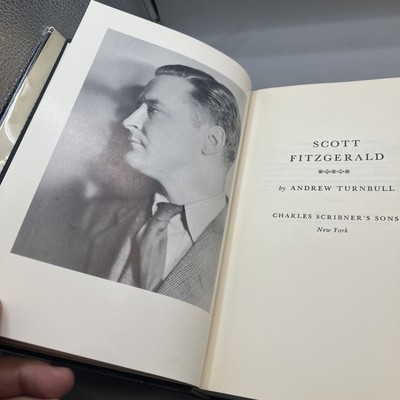 SCOTT
FITZGERALD
by ANDREW TURNBULL
CHARLES SCRIBNER'S SONS
New York